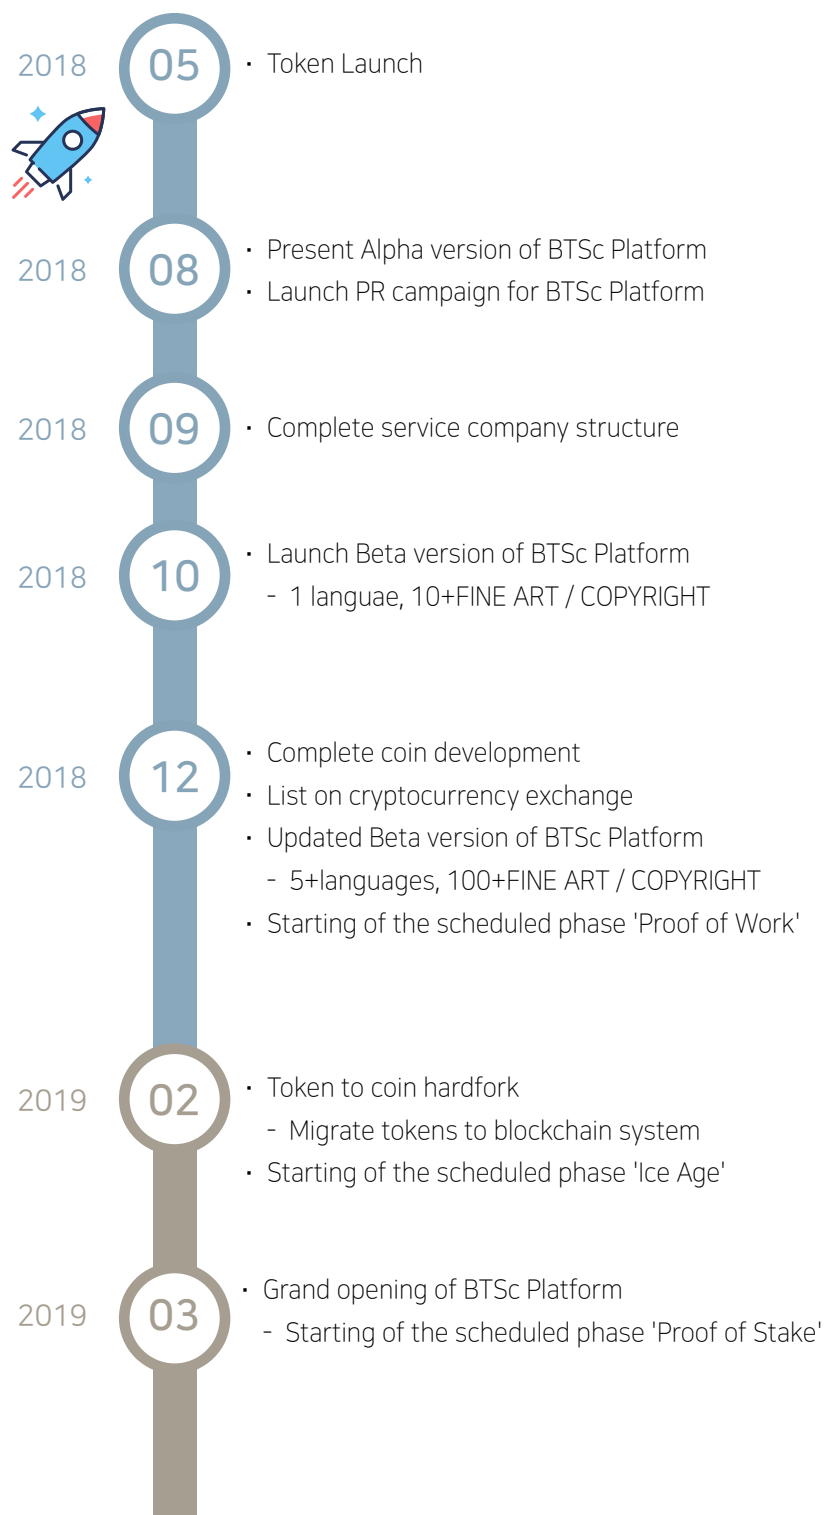 2018 05 · Token Launch
2018 08 · Present Alpha version of BTSc Platform
· Launch PR campaign for BTSc Platform
2018 09 · Complete service company structure
2018 10 · Launch Beta version of BTSc Platform
- 1 languae, 10+FINE ART / COPYRIGHT
2018 12 · Complete coin development
· List on cryptocurrency exchange
· Updated Beta version of BTSc Platform
- 5+languages, 100+FINE ART / COPYRIGHT
· Starting of the scheduled phase 'Proof of Work'
2019 02 · Token to coin hardfork
- Migrate tokens to blockchain system
· Starting of the scheduled phase 'Ice Age'
2019 03 · Grand opening of BTSc Platform
- Starting of the scheduled phase 'Proof of Stake'